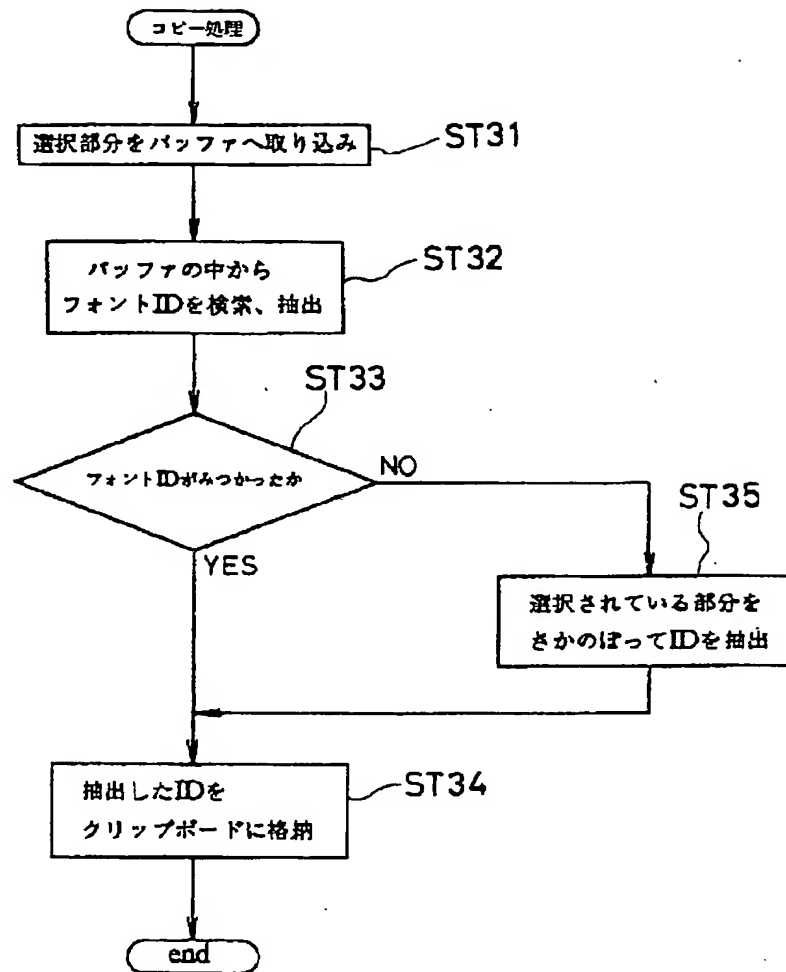 コピー処理
選択部分をバッファへ取り込み
ST31
バッファの中から
フォントIDを検索、抽出
ST32
ST33
フォントIDがみつかったか
NO
YES
ST35
選択されている部分を
さかのぼってIDを抽出
抽出したIDを
クリップボードに格納
ST34
end